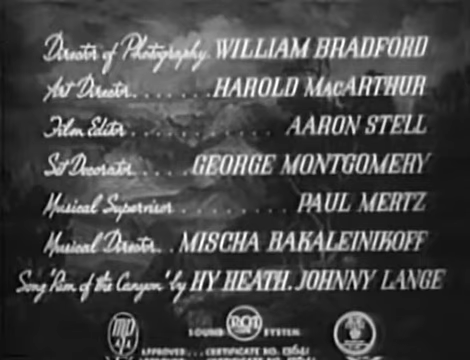 Director of Photography. WILLIAM BRADFORD
Art Director.......HAROLD MACARTHUR
Film Editor............AARON STELL
Set Decorator.....GEORGE MONTGOMERY
Musical Supervisor..........PAUL MERTZ
Musical Director..MISCHA BAKALEINIKOFF
Song "Rim of the Canyon" by HY HEATH. JOHNNY LANGE
SOUND RCA SYSTEM
APPROVED...CERTIFICATE NO.